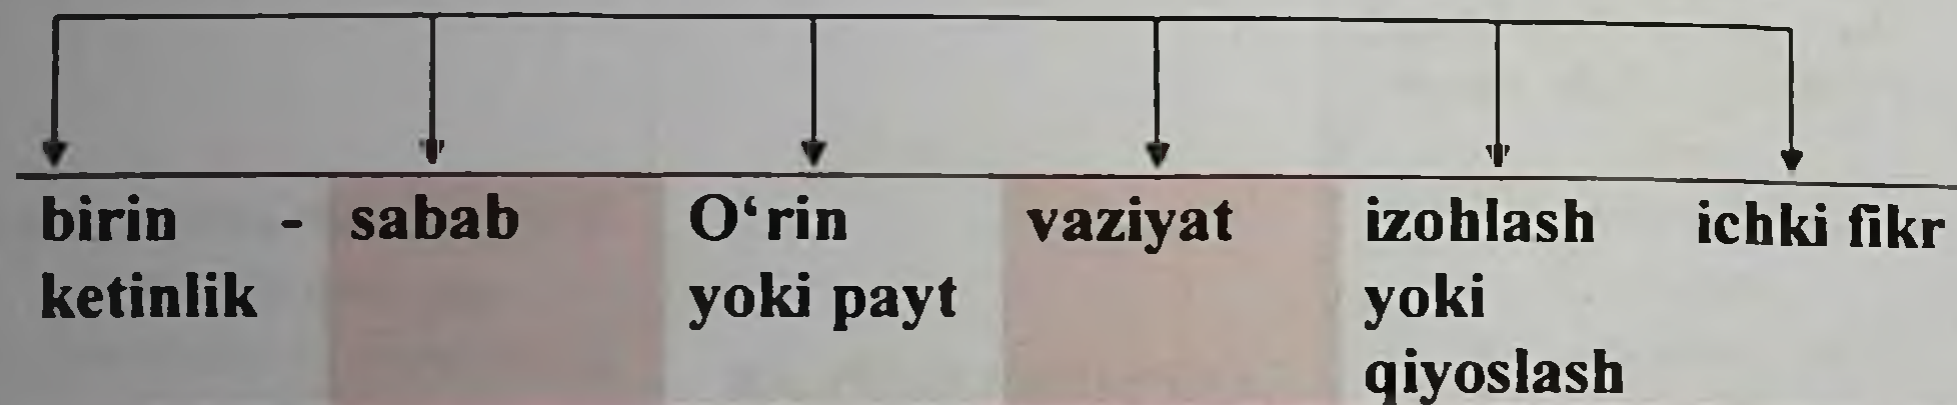 birin - sabab O‘rin vaziyat izohlash ichki fikr
ketinlik yoki payt yoki
qiyoslash